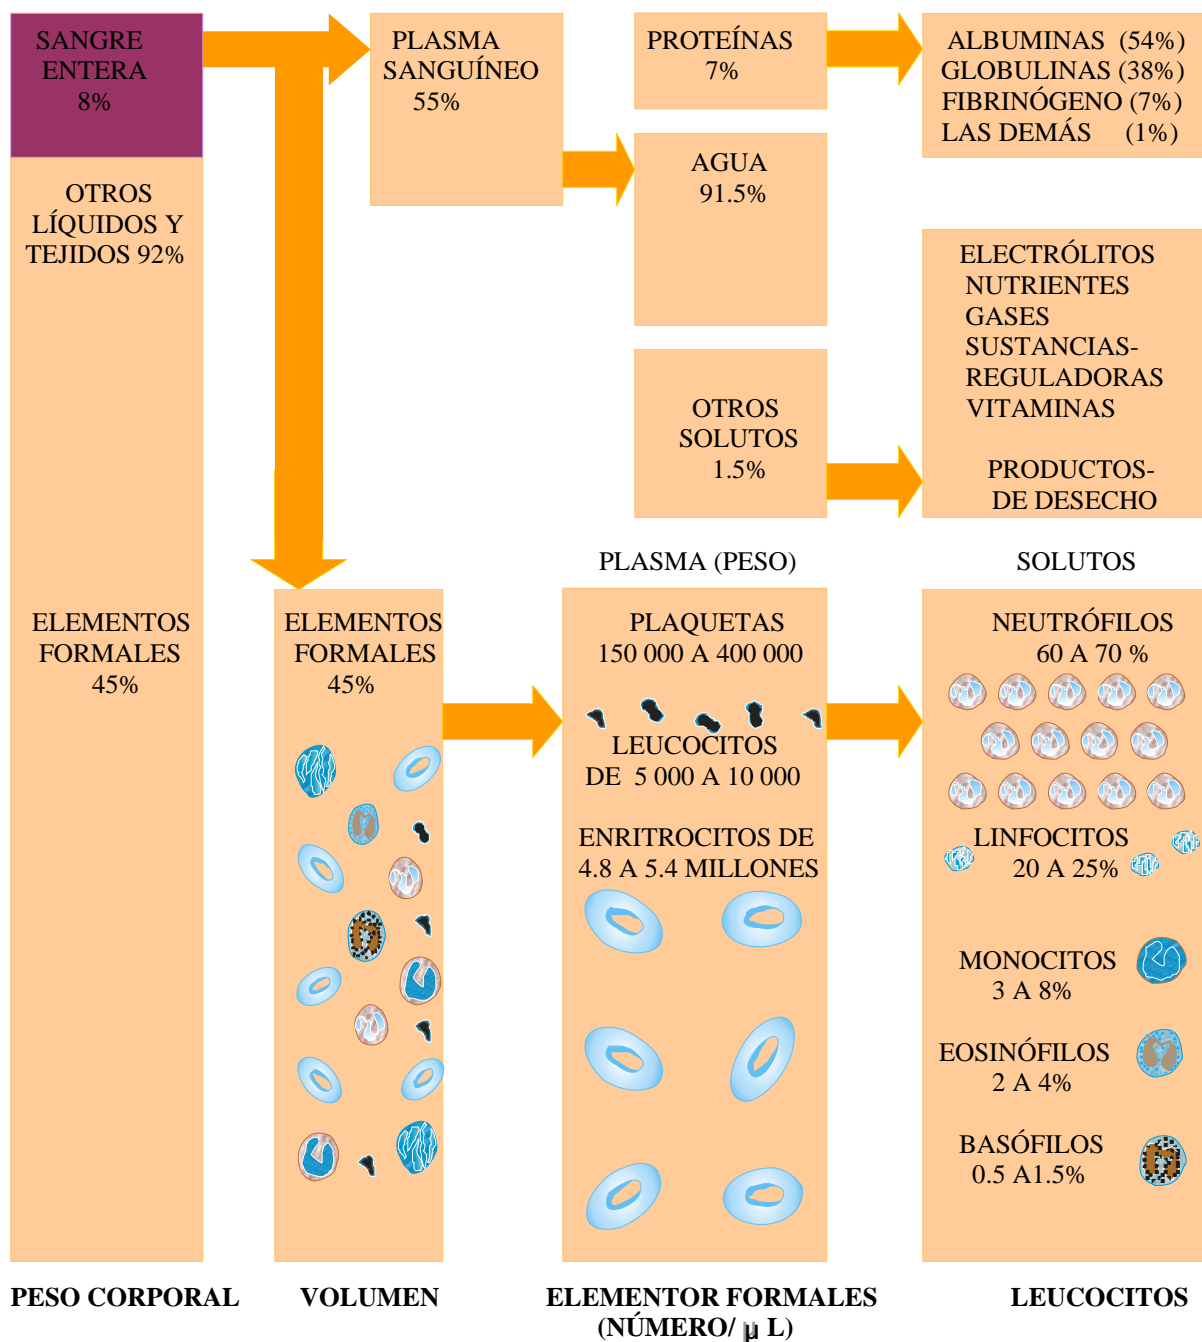 SANGRE
ENTERA
8%
OTROS
LÍQUIDOS Y
TEJIDOS 92%
ELEMENTOS
FORMALES
45%
PESO CORPORAL
PLASMA
SANGUÍNEO
55%
ELEMENTOS
FORMALES
45%
VOLUMEN
PROTEÍNAS
7%
AGUA
91.5%
OTROS
SOLUTOS
1.5%
PLASMA (PESO)
ALBUMINAS (54%)
GLOBULINAS (38%)
FIBRINÓGENO (7%)
LAS DEMÁS (1%)
ELECTRÓLITOS
NUTRIENTES
GASES
SUSTANCIAS-
REGULADORAS
VITAMINAS
PRODUCTOS-
DE DESECHO
SOLUTOS
PLAQUETAS
150 000 A 400 000
LEUCOCITOS
DE 5 000 A 10 000
ENRITROCITOS DE
4.8 A 5.4 MILLONES
ELEMENTOR FORMALES
(NÚMERO/ µ L)
NEUTRÓFILOS
60 A 70 %
LINFOCITOS
20 A 25%
MONOCITOS
3 A 8%
EOSINÓFILOS
2 A 4%
BASÓFILOS
0.5 A1.5%
LEUCOCITOS